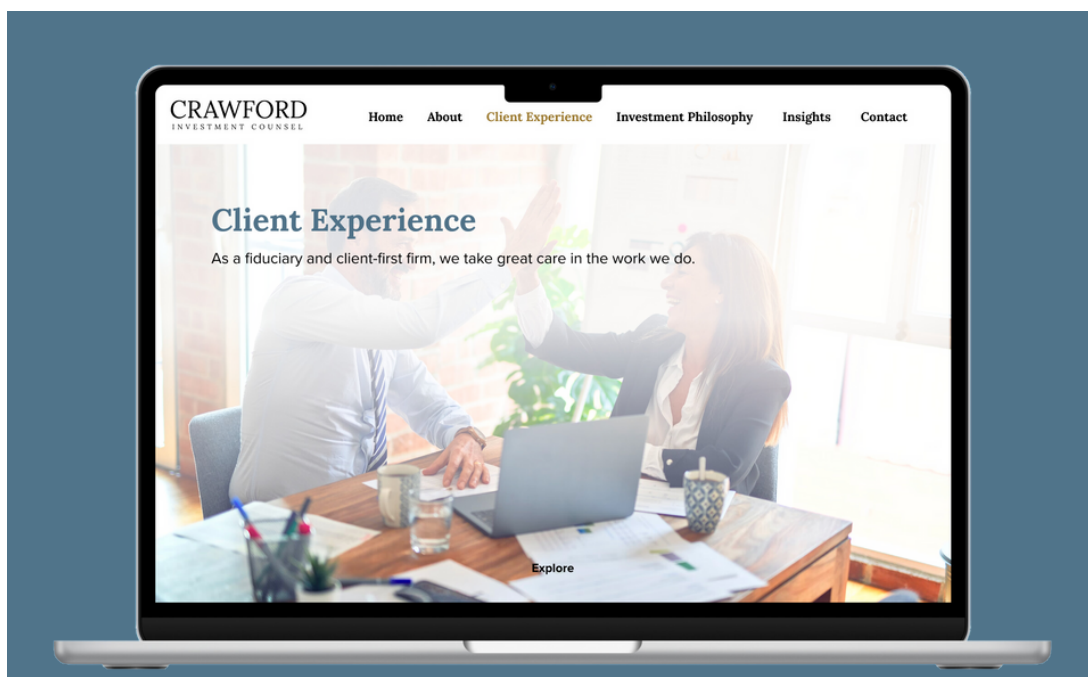 CRAWFORD
INVESTMENT COUNSEL
Home About Client Experience Investment Philosophy Insights Contact
Client Experience
As a fiduciary and client-first firm, we take great care in the work we do.
Explore